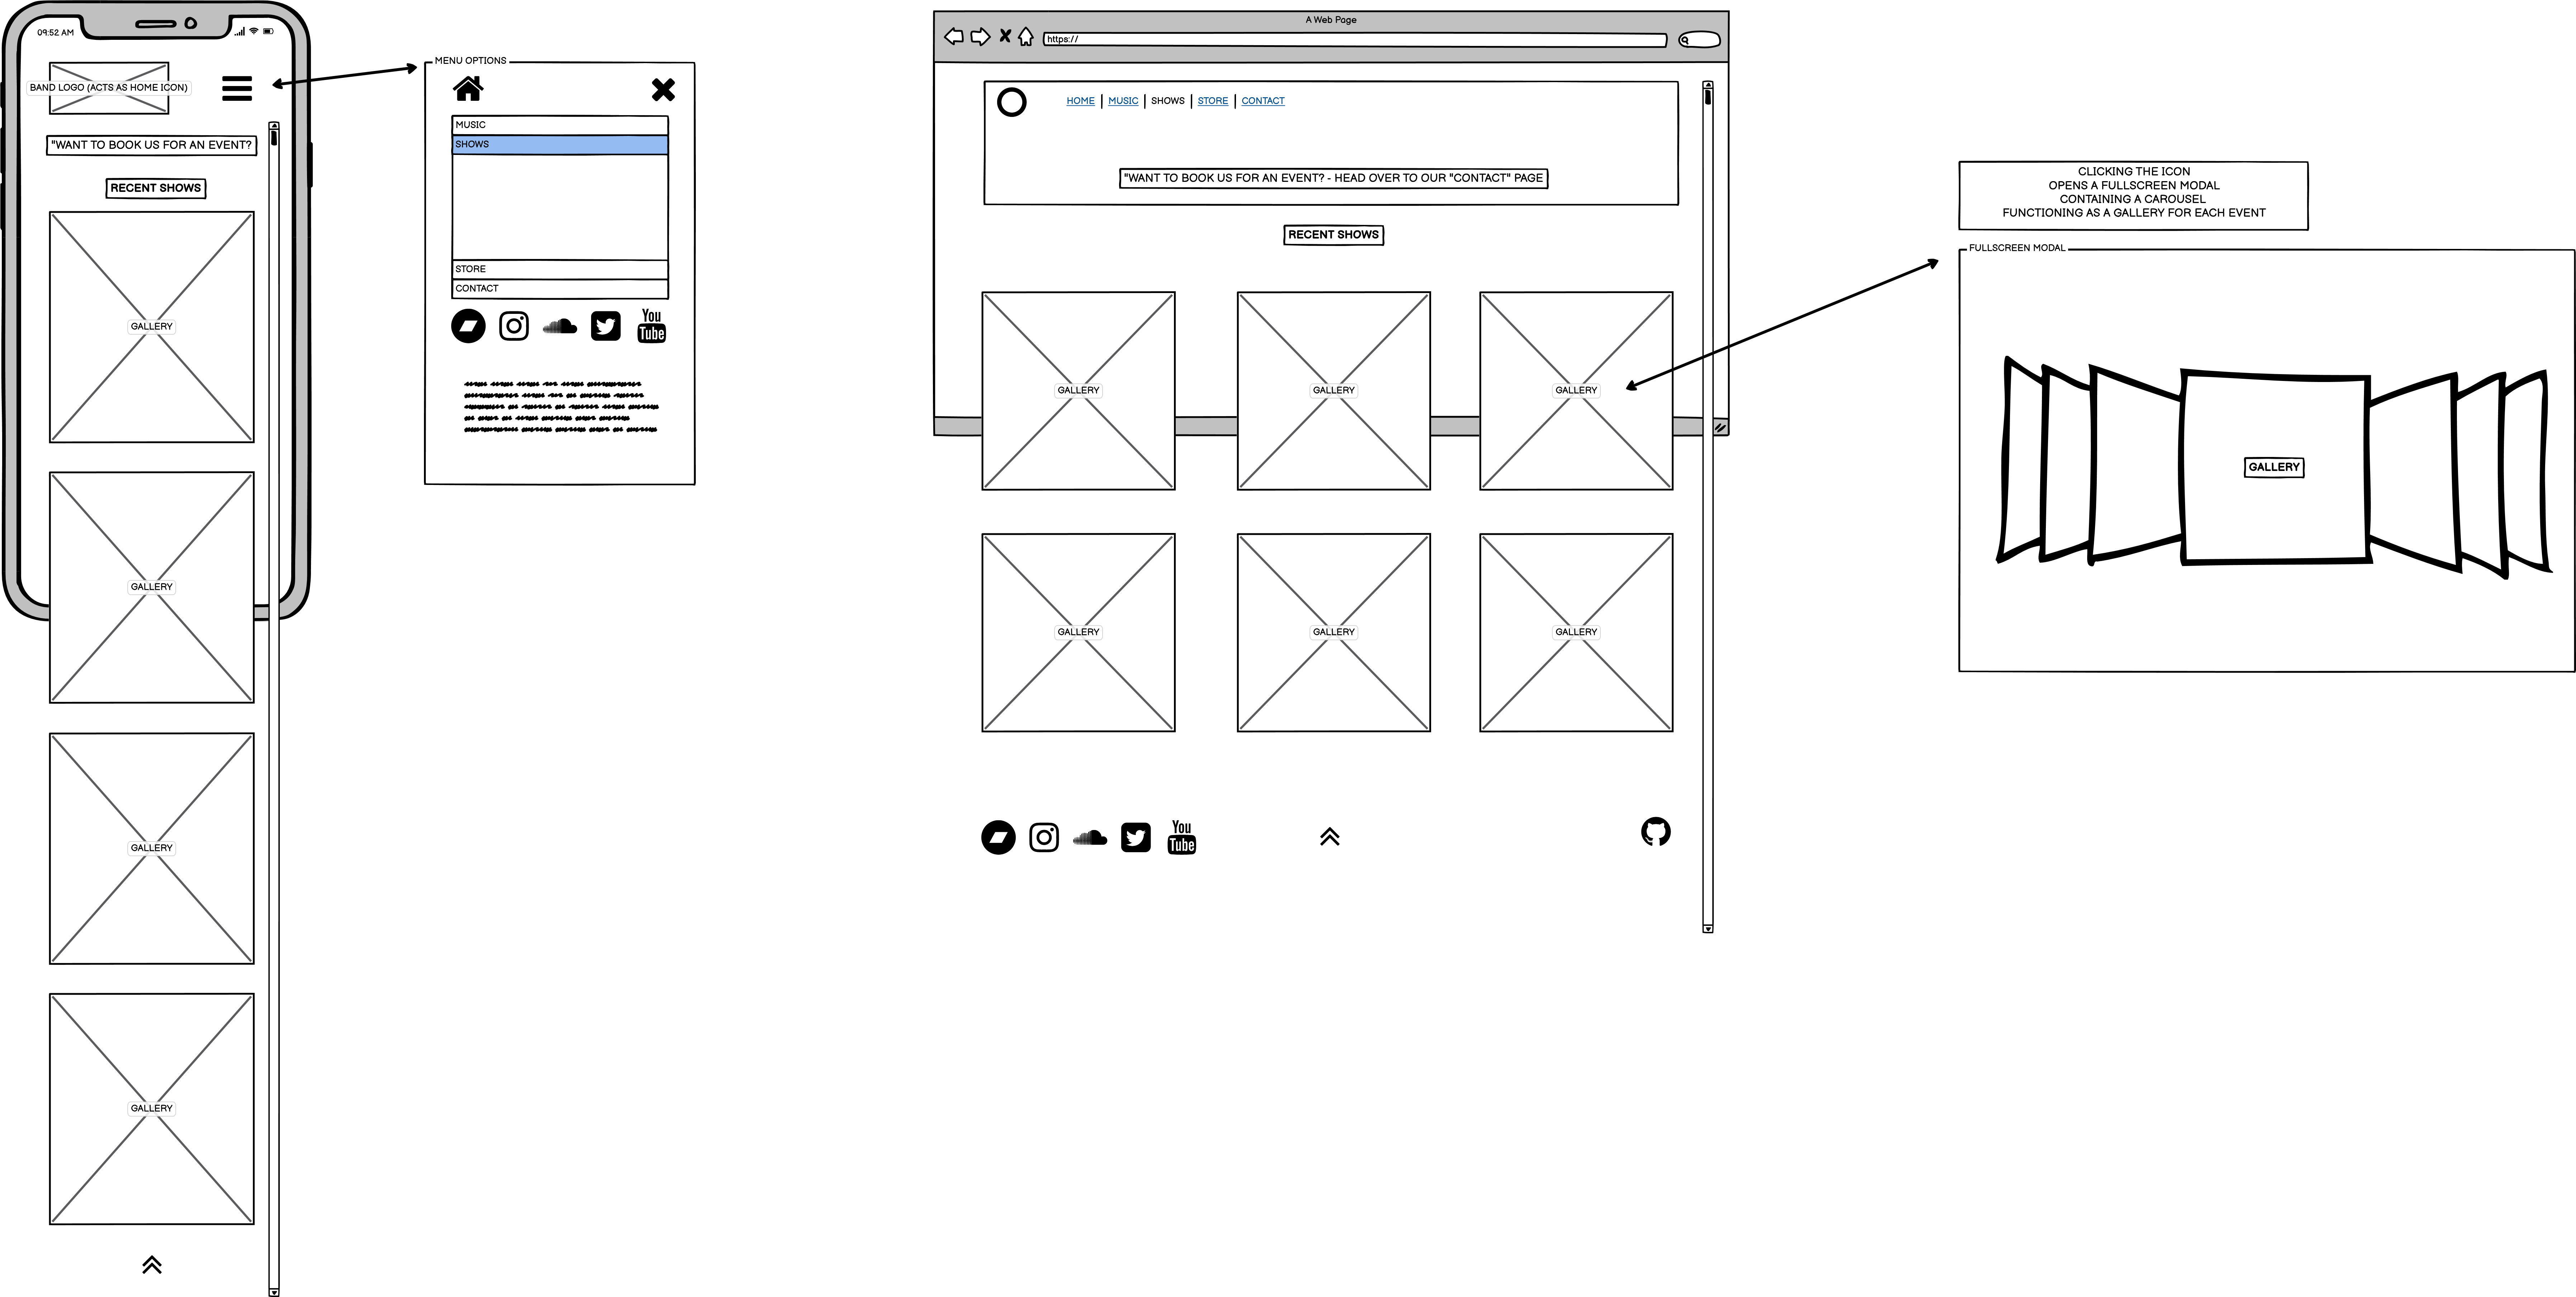 09:52 AM
BAND LOGO (ACTS AS HOME ICON)
"WANT TO BOOK US FOR AN EVENT?
RECENT SHOWS
GALLERY
GALLERY
GALLERY
GALLERY
MENU OPTIONS
MUSIC
SHOWS
STORE
CONTACT
You
Tube
A Web Page
https://
HOME | MUSIC | SHOWS | STORE | CONTACT
"WANT TO BOOK US FOR AN EVENT? - HEAD OVER TO OUR "CONTACT" PAGE
RECENT SHOWS
GALLERY
GALLERY
GALLERY
GALLERY
GALLERY
GALLERY
You
Tube
CLICKING THE ICON
OPENS A FULLSCREEN MODAL
CONTAINING A CAROUSEL
FUNCTIONING AS A GALLERY FOR EACH EVENT
FULLSCREEN MODAL
GALLERY